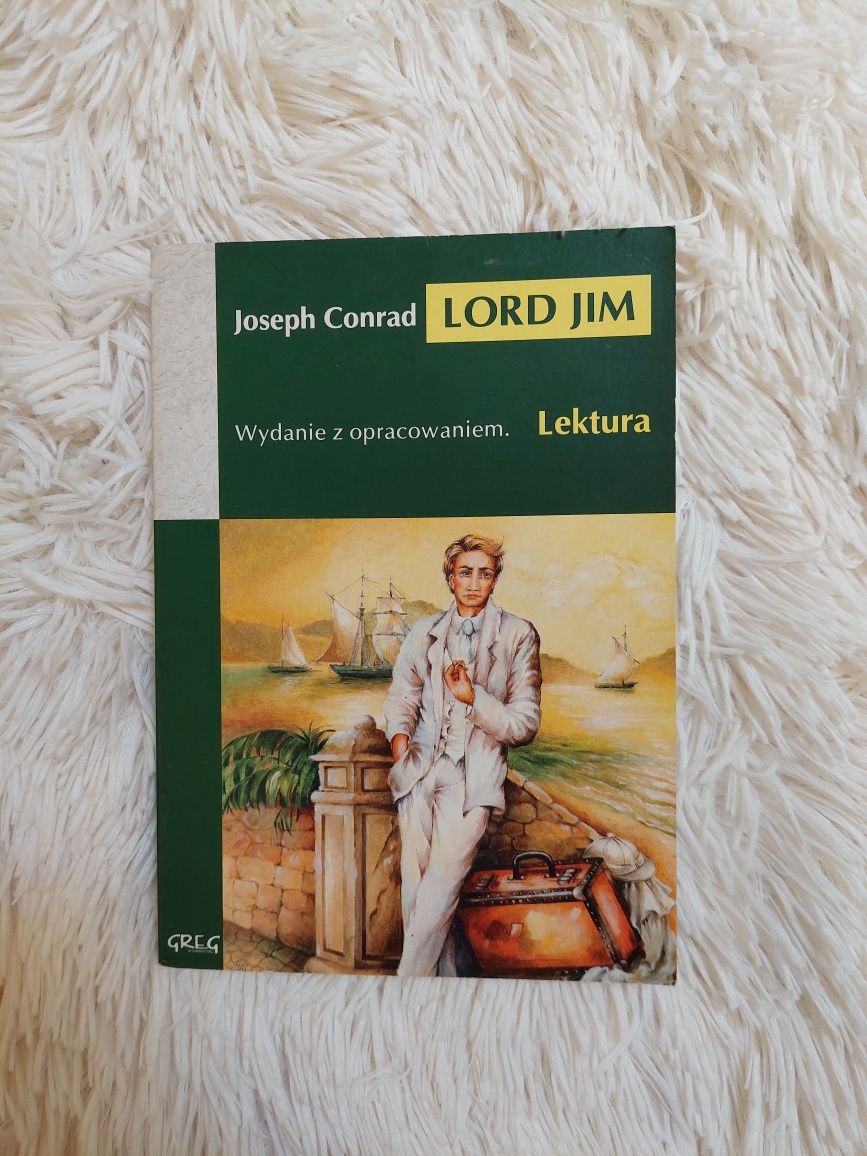 Joseph Conrad LORD JIM
Wydanie z opracowaniem. Lektura
GREG